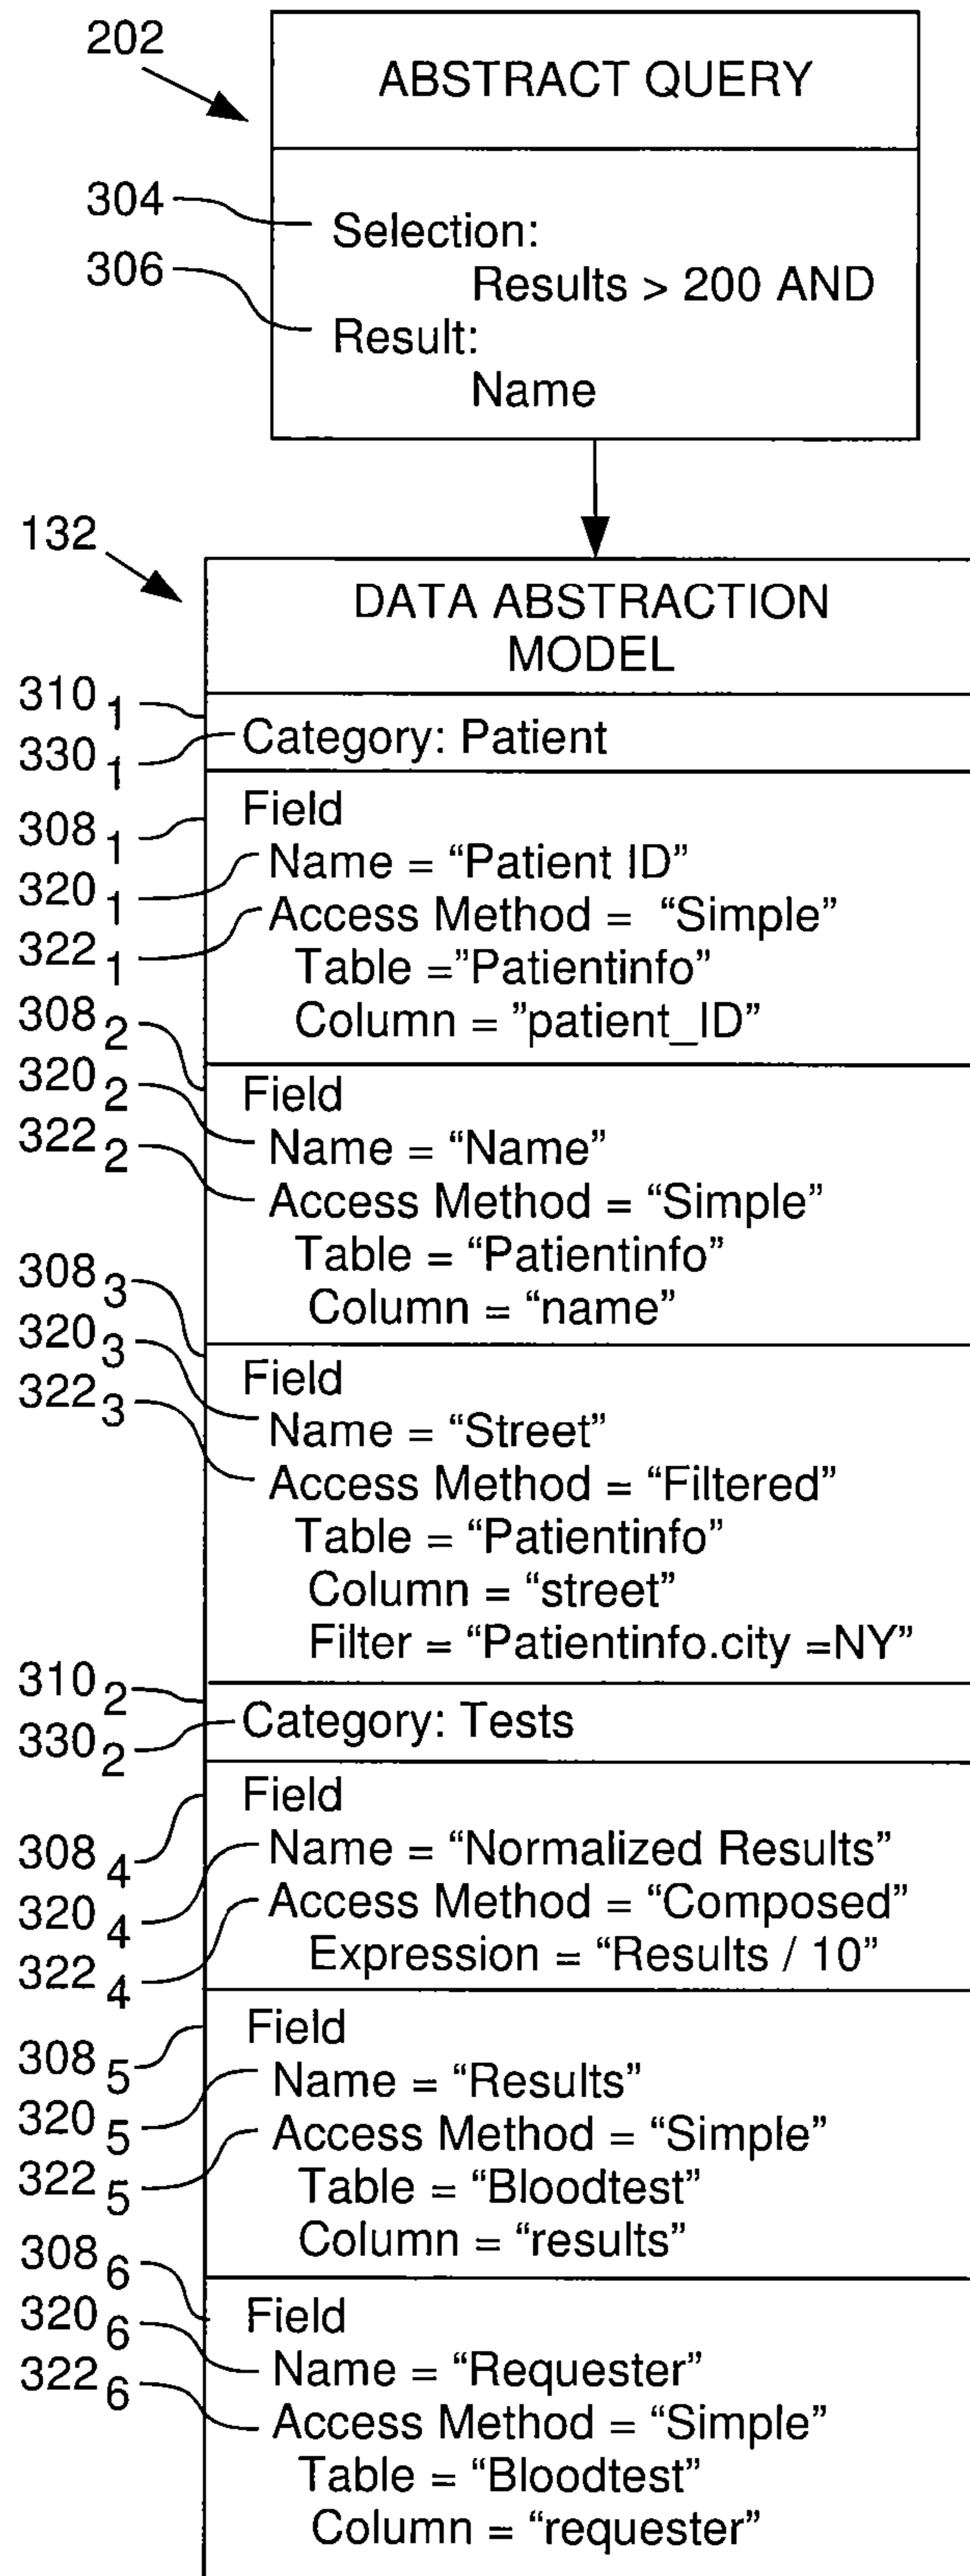 202
ABSTRACT QUERY
304
Selection:
Results > 200 AND
306
Result:
Name
132
DATA ABSTRACTION
MODEL
310 1
330 1
Category: Patient
308 1
Field
320 1
Name = “Patient ID”
322 1
Access Method = “Simple”
Table =”Patientinfo”
Column = ”patient_ID”
308 2
Field
320 2
Name = “Name”
322 2
Access Method = “Simple”
Table = “Patientinfo”
Column = “name”
308 3
Field
320 3
Name = “Street”
322 3
Access Method = “Filtered”
Table = “Patientinfo”
Column = “street”
Filter = “Patientinfo.city =NY”
310 2
330 2
Category: Tests
308 4
Field
320 4
Name = “Normalized Results”
322 4
Access Method = “Composed”
Expression = “Results / 10”
308 5
Field
320 5
Name = “Results”
322 5
Access Method = “Simple”
Table = “Bloodtest”
Column = “results”
308 6
Field
320 6
Name = “Requester”
322 6
Access Method = “Simple”
Table = “Bloodtest”
Column = “requester”